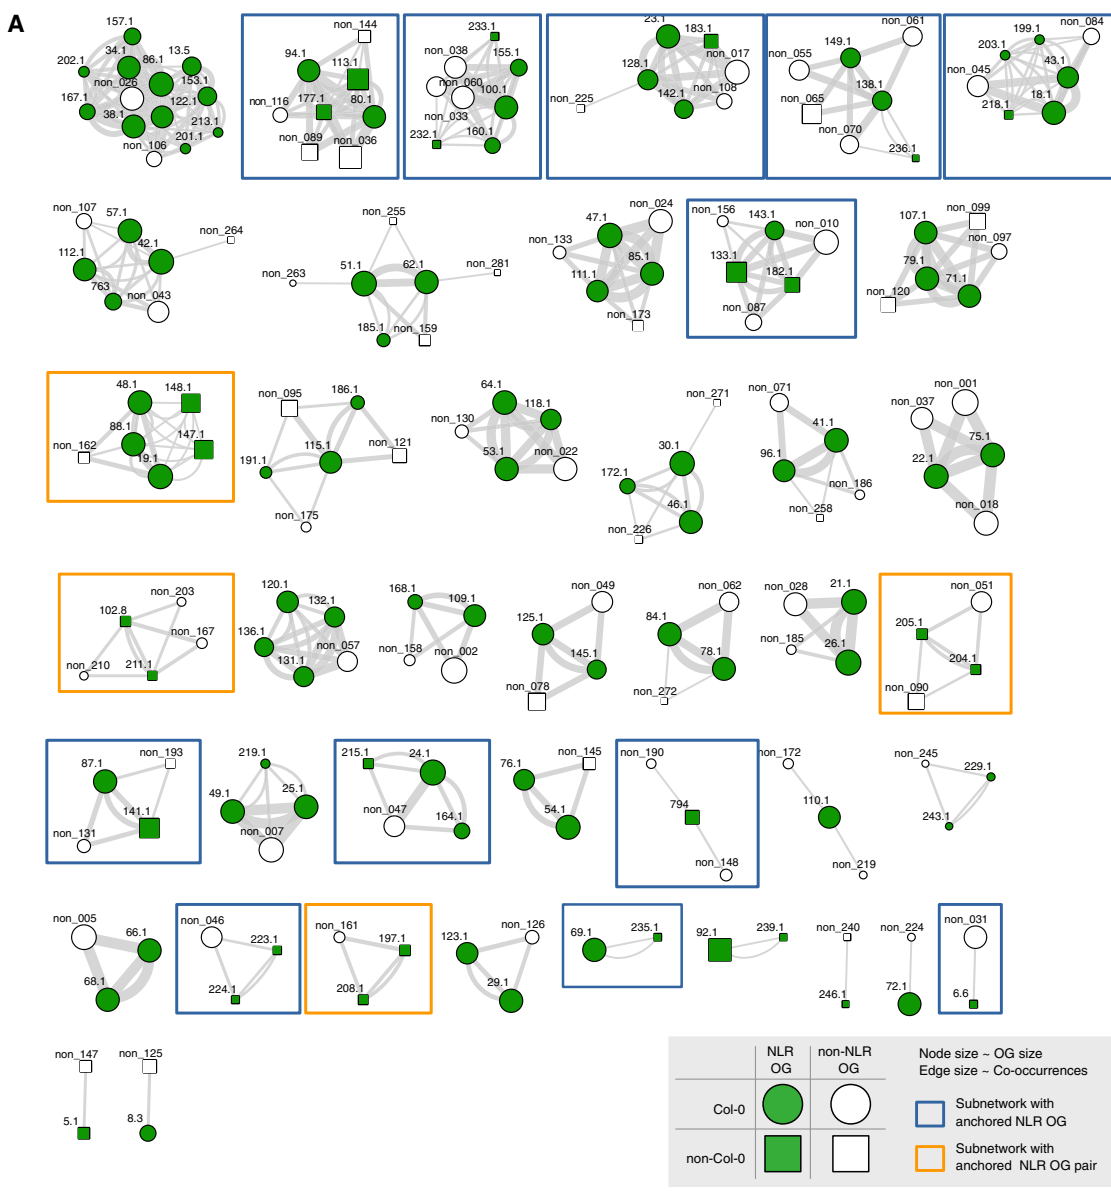 A
157.1
34.1
86.1
13.5
202.1
non_026
153.1
167.1
122.1
38.1
213.1
201.1
non_106
non_144
94.1
113.1
177.1
80.1
non_116
non_089
non_036
233.1
non_038
155.1
non_060
100.1
non_033
232.1
160.1
23.1
183.1
non_017
128.1
142.1
non_108
non_225
non_061
149.1
non_055
138.1
non_065
non_070
236.1
non_084
199.1
203.1
non_045
43.1
218.1
18.1
non_107
57.1
42.1
non_264
112.1
763
non_043
non_255
51.1
62.1
non_281
non_263
185.1
non_159
non_024
47.1
non_133
85.1
111.1
non_173
non_156
143.1
non_010
133.1
182.1
non_087
non_099
107.1
non_097
79.1
71.1
non_120
48.1
148.1
88.1
147.1
non_162
19.1
non_095
186.1
115.1
non_121
191.1
non_175
64.1
118.1
non_130
53.1
non_022
non_271
30.1
172.1
46.1
non_226
non_071
41.1
96.1
non_186
non_258
non_001
non_037
75.1
22.1
non_018
non_203
102.8
non_167
non_210
211.1
120.1
132.1
136.1
non_057
131.1
168.1
109.1
non_158
non_002
non_049
125.1
145.1
non_078
non_062
84.1
78.1
non_272
non_028
21.1
non_185
26.1
non_051
205.1
204.1
non_090
non_193
87.1
141.1
non_131
219.1
49.1
25.1
non_007
215.1
24.1
non_047
164.1
non_145
76.1
54.1
non_190
794
non_148
non_172
110.1
non_219
non_245
229.1
243.1
non_005
66.1
68.1
non_046
223.1
224.1
non_161
197.1
208.1
non_126
123.1
29.1
69.1
235.1
92.1
239.1
non_240
246.1
non_224
72.1
non_031
6.6
non_147
5.1
non_125
8.3
NLR OG
non-NLR OG
Col-0
non-Col-0
Node size ~ OG size
Edge size ~ Co-occurrences
Subnetwork with
anchored NLR OG
Subnetwork with
anchored NLR OG pair